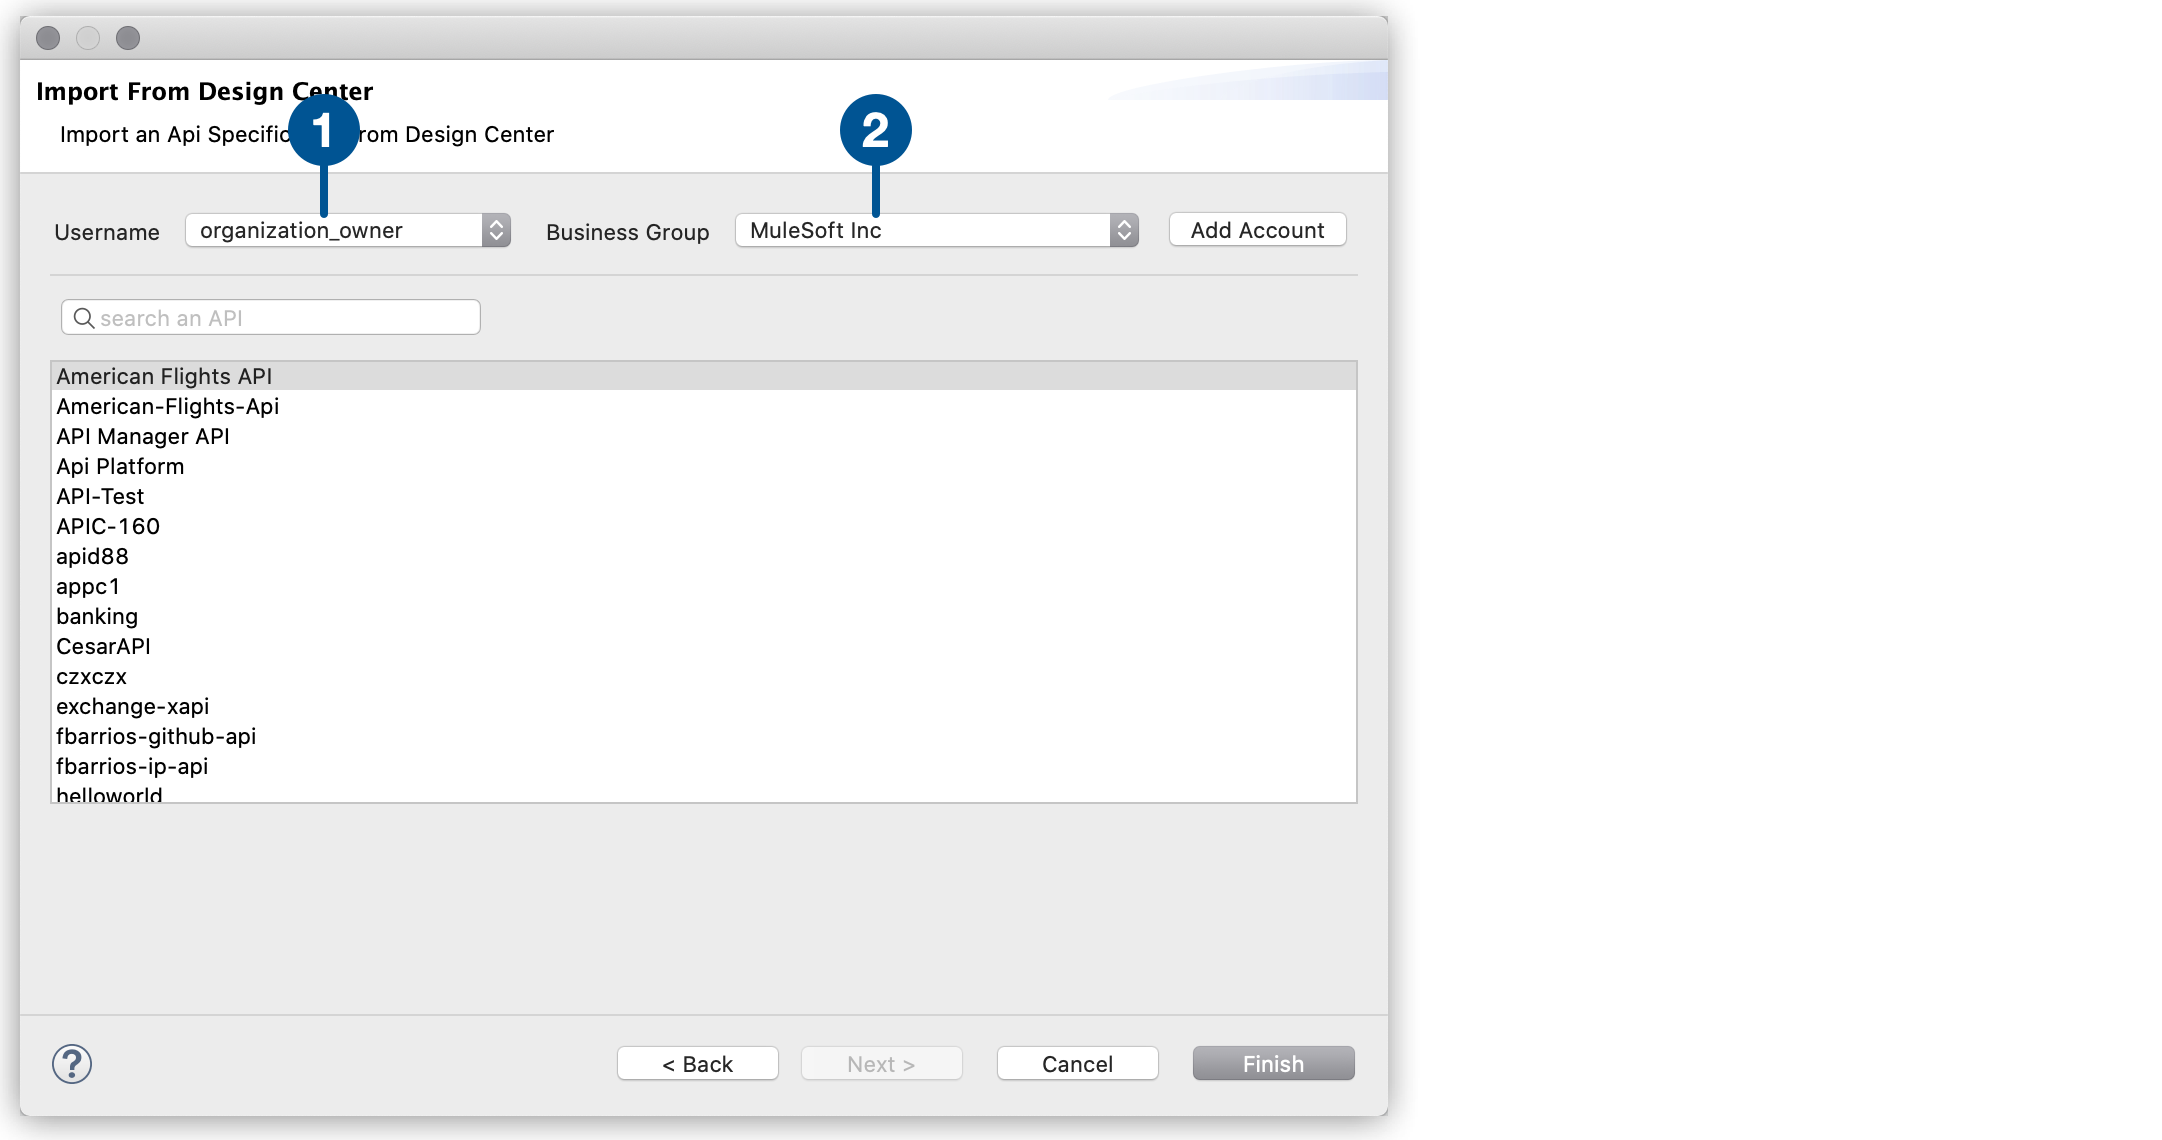 Import From Design Center
Import an Api Specific rom Design Center
1
2
Username organization_owner Business Group MuleSoft Inc Add Account
search an API
American Flights API
American-Flights-Api
API Manager API
Api Platform
API-Test
APIC-160
apid88
appc1
banking
CesarAPI
czxczx
exchange-xapi
fbarrios-github-api
fbarrios-ip-api
helloworld
? < Back Next > Cancel Finish